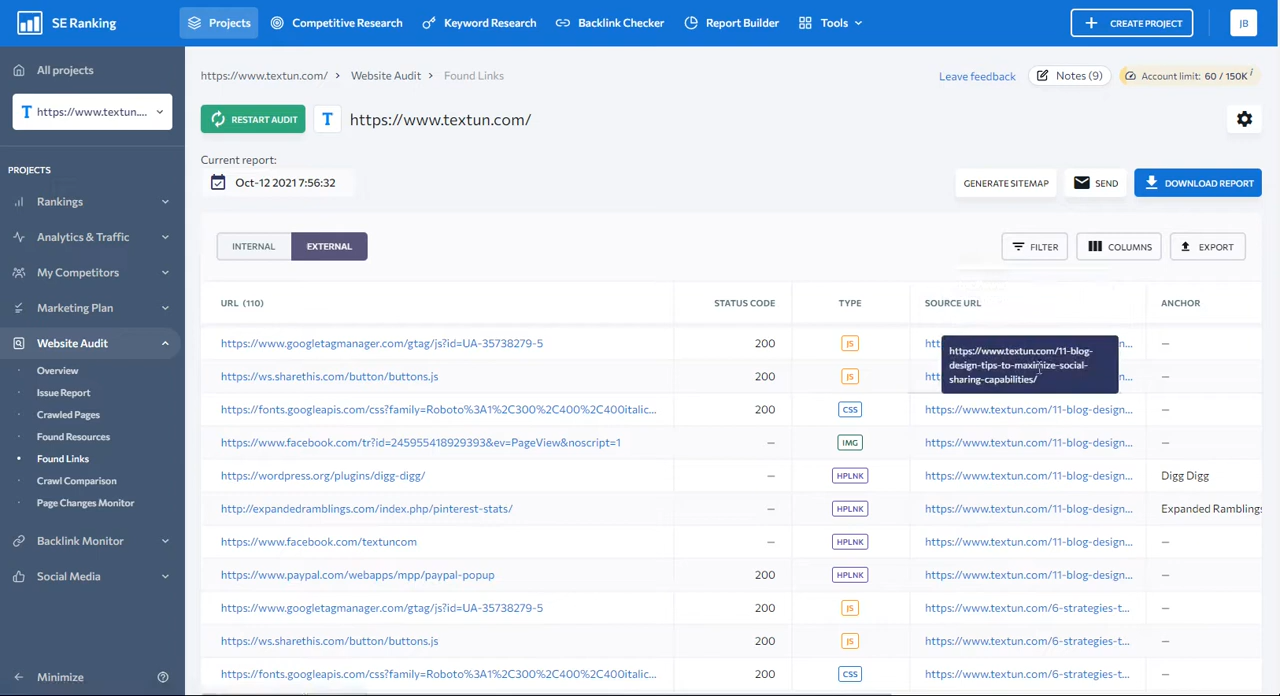 SE Ranking
Projects
Competitive Research
Keyword Research
Backlink Checker
Report Builder
Tools
CREATE PROJECT
JB
All projects
T https://www.textun....
PROJECTS
Rankings
Analytics & Traffic
My Competitors
Marketing Plan
Website Audit
Overview
Issue Report
Crawled Pages
Found Resources
Found Links
Crawl Comparison
Page Changes Monitor
Backlink Monitor
Social Media
Minimize
https://www.textun.com/ > Website Audit > Found Links
Leave feedback
Notes (9)
Account limit: 60 / 150K i
RESTART AUDIT
T https://www.textun.com/
Current report:
Oct-12 2021 7:56:32
GENERATE SITEMAP
SEND
DOWNLOAD REPORT
INTERNAL
EXTERNAL
FILTER
COLUMNS
EXPORT
URL (110) STATUS CODE TYPE SOURCE URL ANCHOR
https://www.googletagmanager.com/gtag/js?id=UA-35738279-5 200 JS —
https://www.textun.com/11-blog-
design-tips-to-maximize-social-
sharing-capabilities/
https://ws.sharethis.com/button/buttons.js 200 JS —
https://fonts.googleapis.com/css?family=Roboto%3A1%2C300%2C400%2C400italic... 200 CSS https://www.textun.com/11-blog-design... —
https://www.facebook.com/tr?id=245955418929393&ev=PageView&noscript=1 — IMG https://www.textun.com/11-blog-design... —
https://wordpress.org/plugins/digg-digg/ — HPLNK https://www.textun.com/11-blog-design... Digg Digg
http://expandedramblings.com/index.php/pinterest-stats/ — HPLNK https://www.textun.com/11-blog-design... Expanded Ramblings
https://www.facebook.com/textuncom — HPLNK https://www.textun.com/11-blog-design... —
https://www.paypal.com/webapps/mpp/paypal-popup 200 HPLNK https://www.textun.com/11-blog-design... —
https://www.googletagmanager.com/gtag/js?id=UA-35738279-5 200 JS https://www.textun.com/6-strategies-t... —
https://ws.sharethis.com/button/buttons.js 200 JS https://www.textun.com/6-strategies-t... —
https://fonts.googleapis.com/css?family=Roboto%3A1%2C300%2C400%2C400italic... 200 CSS https://www.textun.com/6-strategies-t... —